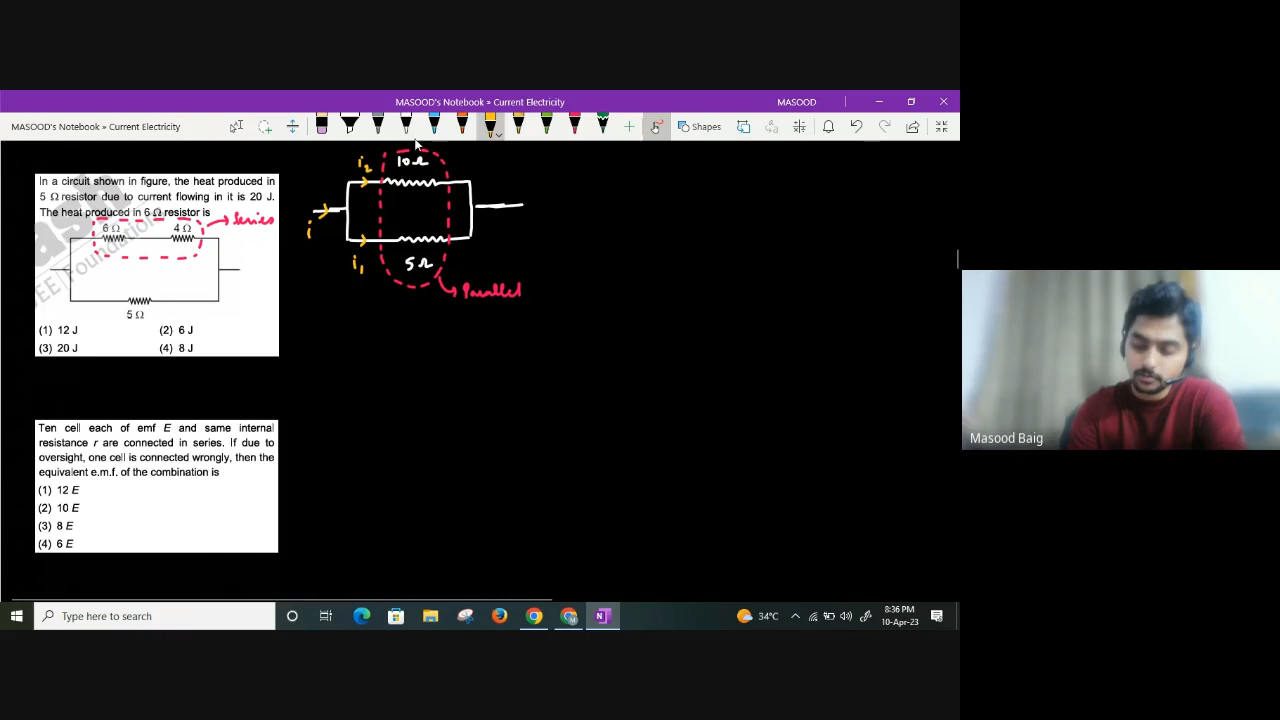 MASOOD's Notebook » Current Electricity
MASOOD
MASOOD's Notebook » Current Electricity
Shapes
In a circuit shown in figure, the heat produced in
5 Ω resistor due to current flowing in it is 20 J.
The heat produced in 6 Ω resistor is
6 Ω
4 Ω
5 Ω
(1) 12 J
(2) 6 J
(3) 20 J
(4) 8 J
Series
i₂
10Ω
i
i₁
5Ω
Parallel
Ten cell each of emf E and same internal
resistance r are connected in series. If due to
oversight, one cell is connected wrongly, then the
equivalent e.m.f. of the combination is
(1) 12 E
(2) 10 E
(3) 8 E
(4) 6 E
Masood Baig
Type here to search
34°C
8:36 PM
10-Apr-23